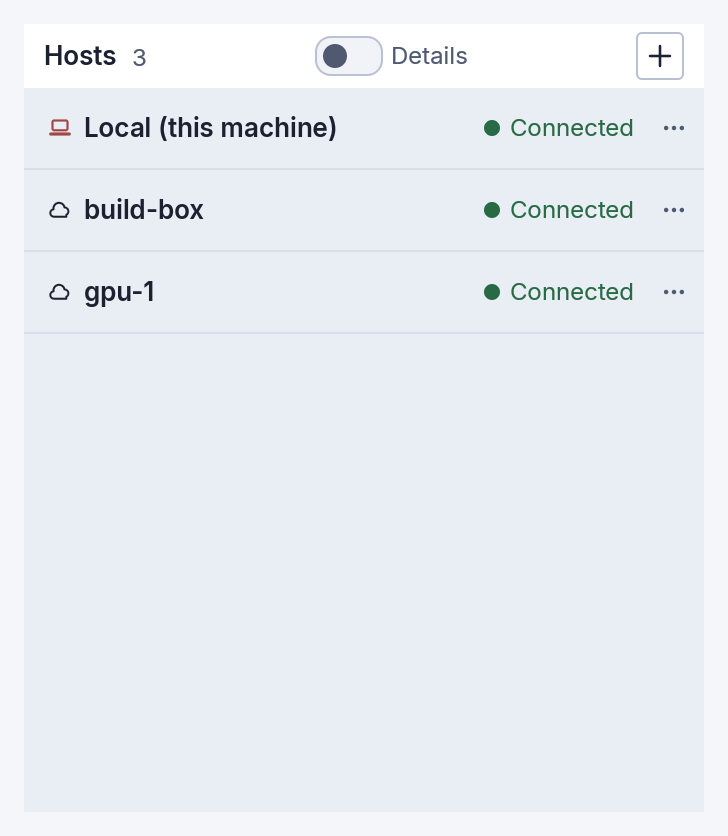 Hosts 3 Details
Local (this machine) Connected
build-box Connected
gpu-1 Connected